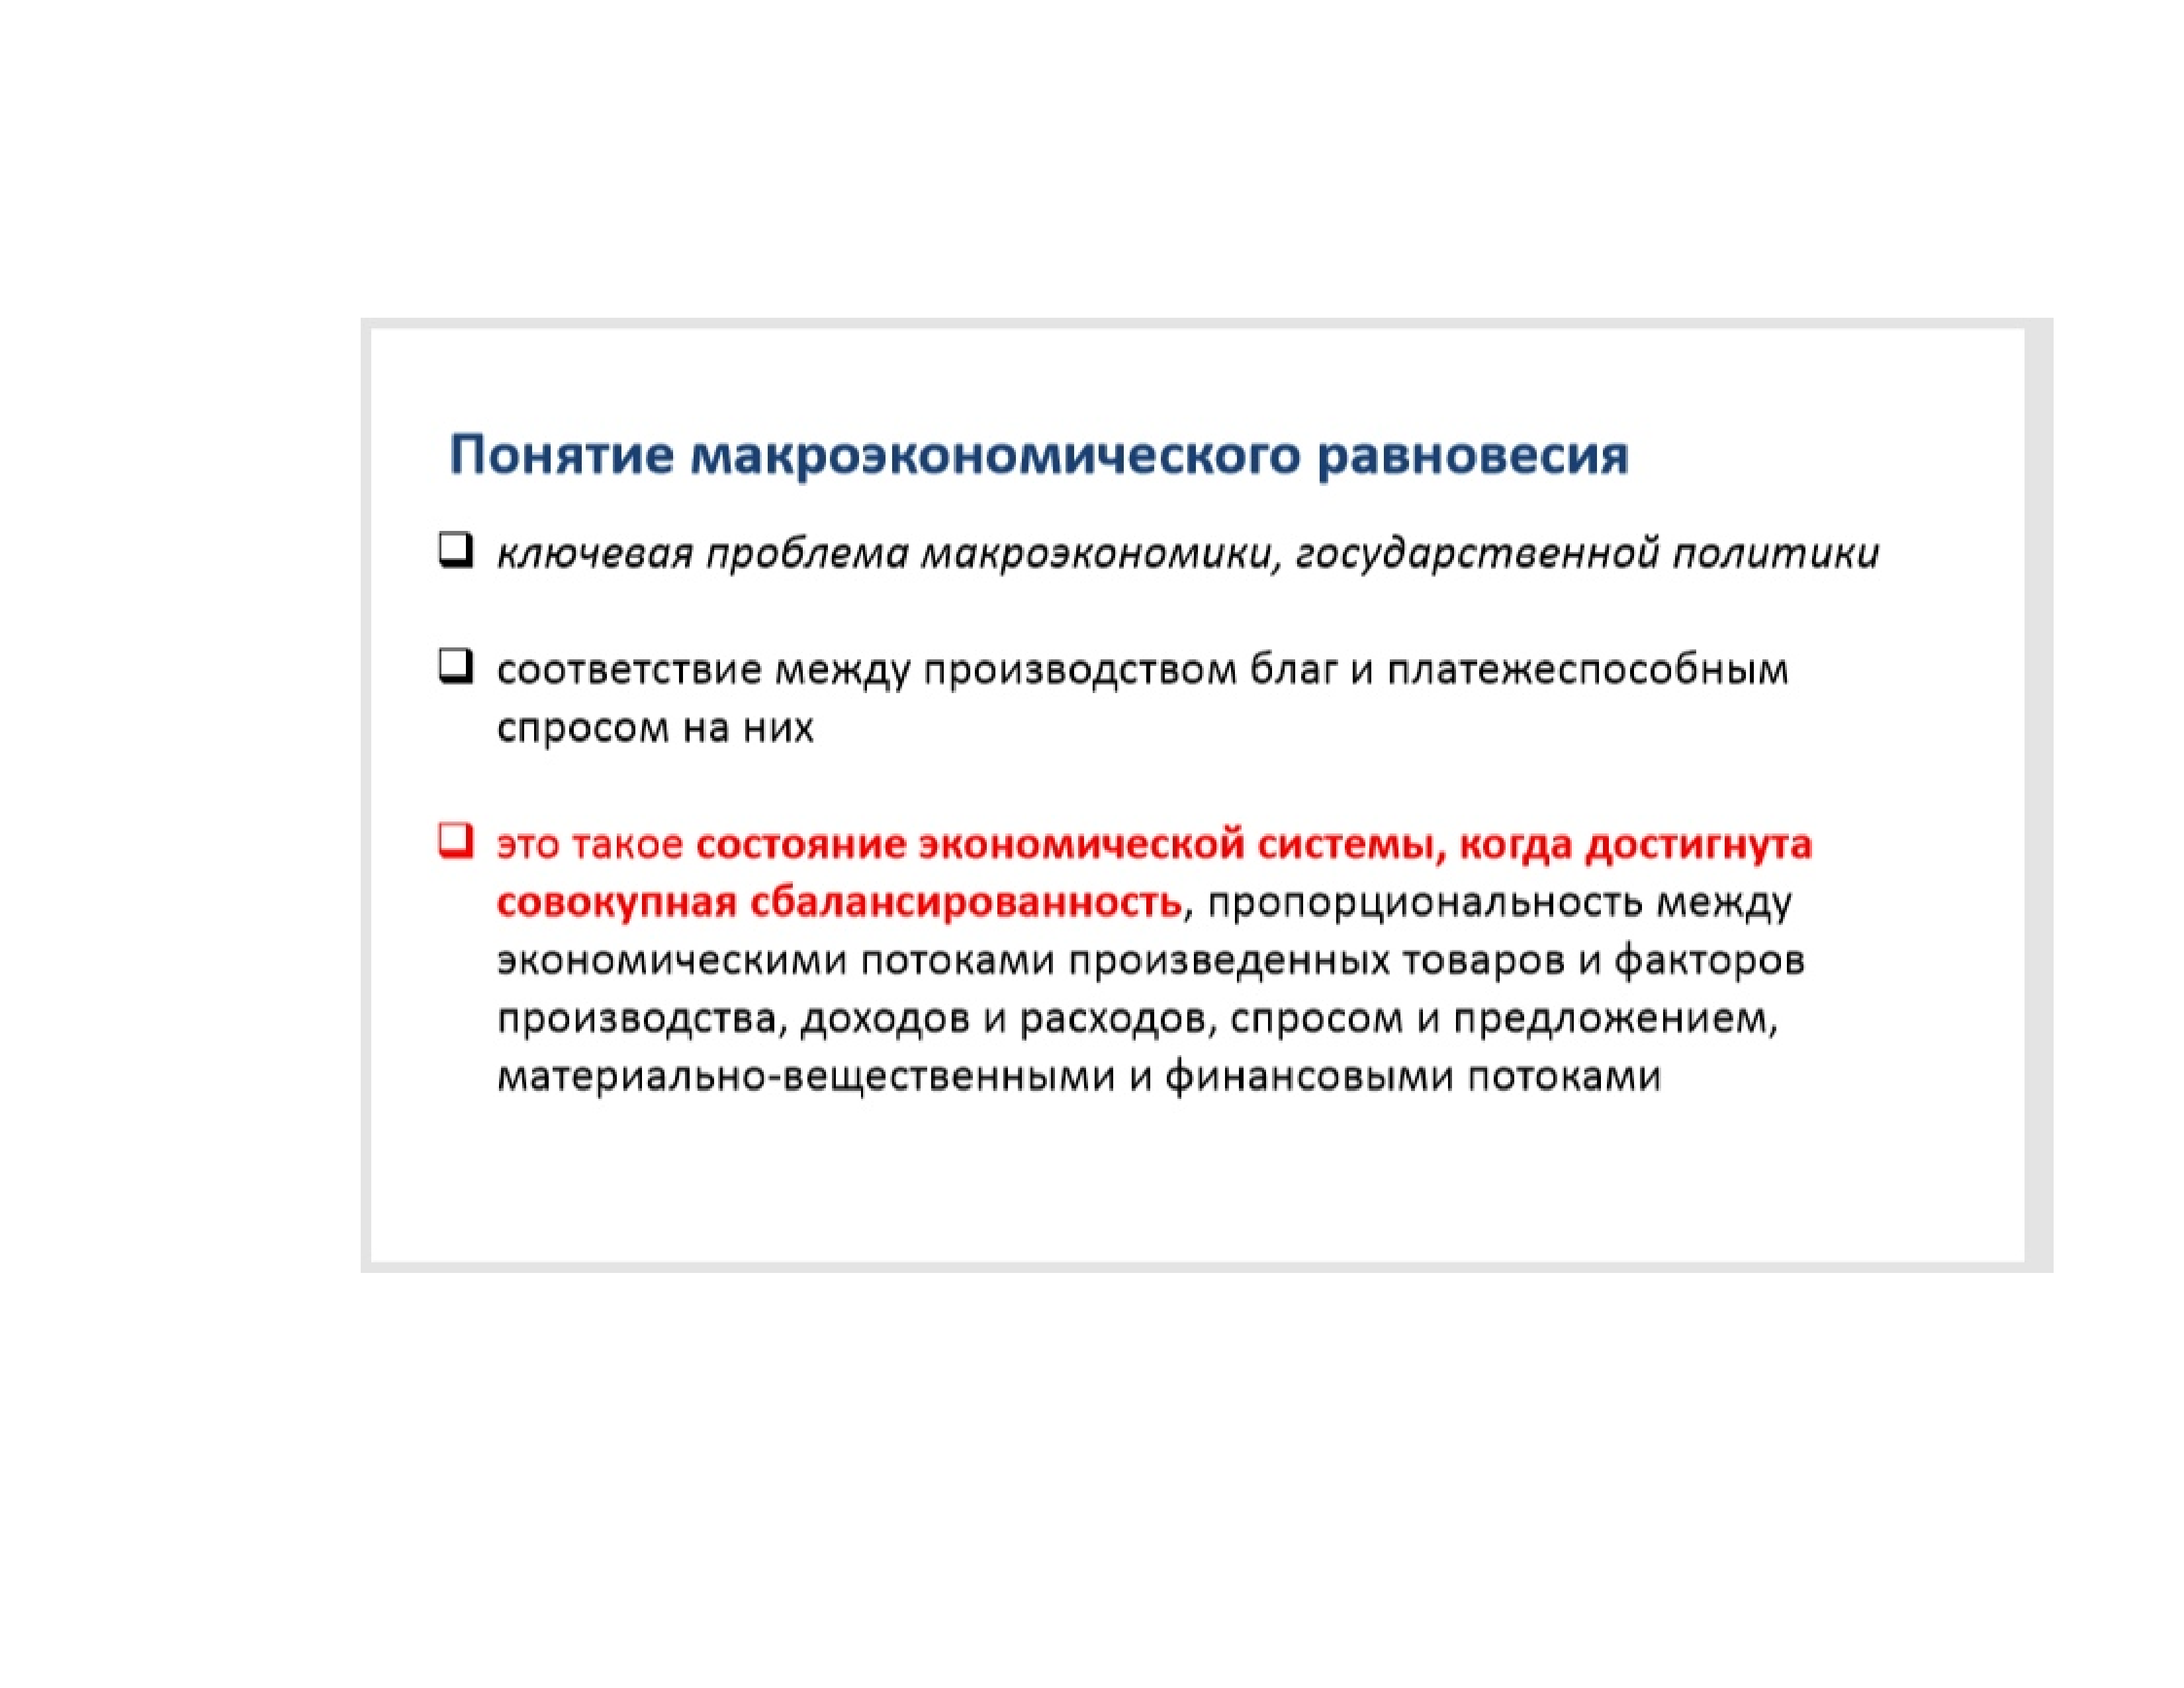 Понятие макроэкономического равновесия
ключевая проблема макроэкономики, государственной политики
соответствие между производством благ и платежеспособным
спросом на них
это такое состояние экономической системы, когда достигнута
совокупная сбалансированность, пропорциональность между
экономическими потоками произведенных товаров и факторов
производства, доходов и расходов, спросом и предложением,
материально-вещественными и финансовыми потоками